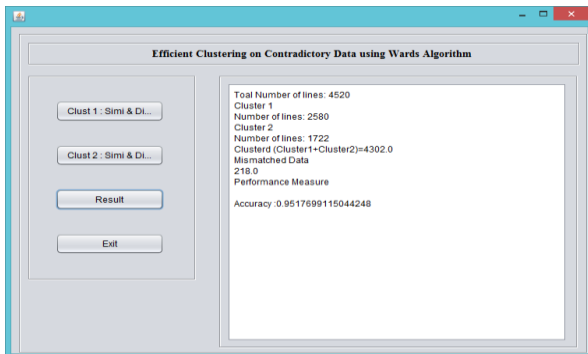 Efficient Clustering on Contradictory Data using Wards Algorithm
Clust 1 : Simi & Di...
Clust 2 : Simi & Di...
Result
Exit
Toal Number of lines: 4520
Cluster 1
Number of lines: 2580
Cluster 2
Number of lines: 1722
Clusterd (Cluster1+Cluster2)=4302.0
Mismatched Data
218.0
Performance Measure
Accuracy :0.9517699115044248